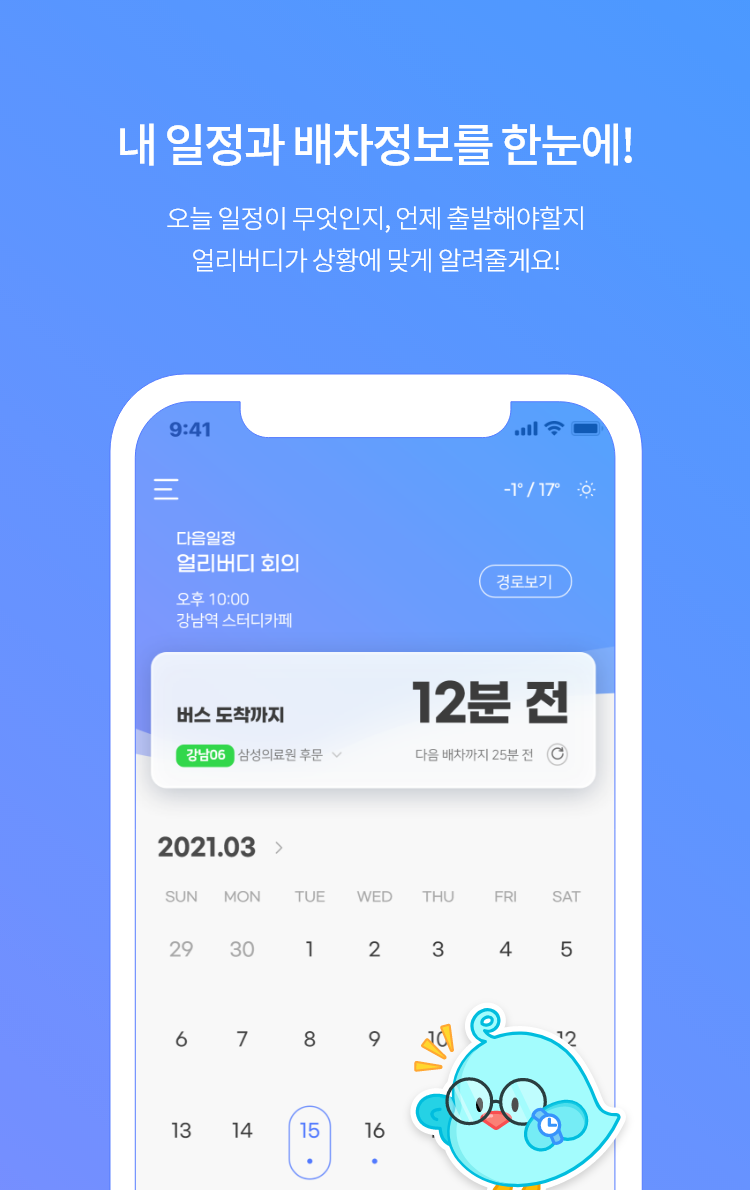 내 일정과 배차정보를 한눈에!
오늘 일정이 무엇인지, 언제 출발해야할지
얼리버디가 상황에 맞게 알려줄게요!
9:41
-1° / 17°
다음일정
얼리버디 회의
오후 10:00
강남역 스터디카페
경로보기
버스 도착까지
12분 전
강남06 삼성의료원 후문
다음 배차까지 25분 전
2021.03
SUN MON TUE WED THU FRI SAT
29 30 1 2 3 4 5
6 7 8 9 10 12
13 14 15 16